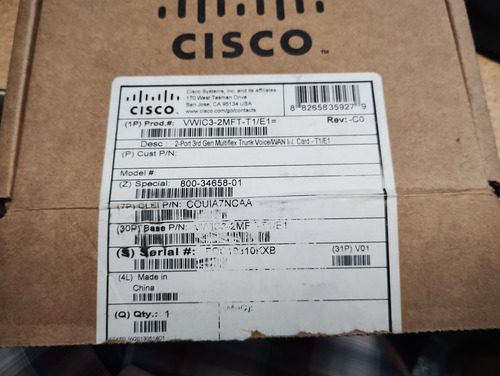 CISCO
Cisco Systems, Inc. and its affiliates
170 West Tasman Drive
San Jose, CA 95134 USA
www.cisco.com/go/contacts
CISCO.
8 82658 35927 9
(1P) Prod.#: VWIC3-2MFT-T1/E1=
Rev:-C0
Desc : 2-Port 3rd Gen Multiflex Trunk Voice/WAN Int. Card - T1/E1
(P) Cust P/N:
Model #:
(Z) Special: 800-34658-01
(7P) CLEI P/N: COUIA7NCAA
(30P) Base P/N:
(S) Serial #:
(31P) V01
(4L) Made in
China
(Q) Qty.: 1